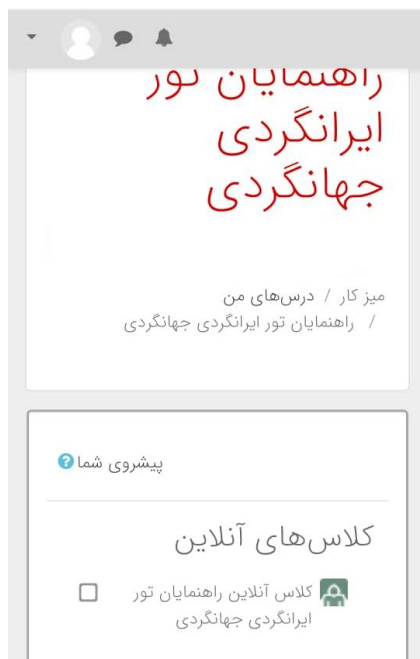 راهنمایان تور
ایرانگردی
جهانگردی
میز کار / درس‌های من
/ راهنمایان تور ایرانگردی جهانگردی
پیشروی شما
کلاس‌های آنلاین
کلاس آنلاین راهنمایان تور
ایرانگردی جهانگردی